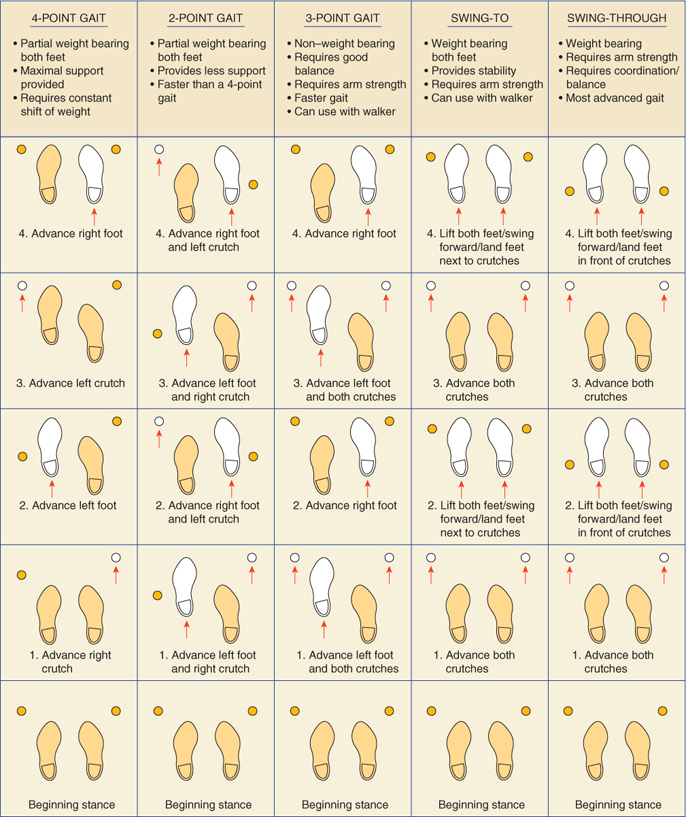 4-POINT GAIT
• Partial weight bearing
both feet
• Maximal support
provided
• Requires constant
shift of weight
2-POINT GAIT
• Partial weight bearing
both feet
• Provides less support
• Faster than a 4-point
gait
3-POINT GAIT
• Non–weight bearing
• Requires good
balance
• Requires arm strength
• Faster gait
• Can use with walker
SWING-TO
• Weight bearing
both feet
• Provides stability
• Requires arm strength
• Can use with walker
SWING-THROUGH
• Weight bearing
• Requires arm strength
• Requires coordination/
balance
• Most advanced gait
4. Advance right foot
4. Advance right foot
and left crutch
4. Advance right foot
4. Lift both feet/swing
forward/land feet
next to crutches
4. Lift both feet/swing
forward/land feet
in front of crutches
3. Advance left crutch
3. Advance left foot
and right crutch
3. Advance left foot
and both crutches
3. Advance both
crutches
3. Advance both
crutches
2. Advance left foot
2. Advance right foot
and left crutch
2. Advance right foot
2. Lift both feet/swing
forward/land feet
next to crutches
2. Lift both feet/swing
forward/land feet
in front of crutches
1. Advance right
crutch
1. Advance left foot
and right crutch
1. Advance left foot
and both crutches
1. Advance both
crutches
1. Advance both
crutches
Beginning stance
Beginning stance
Beginning stance
Beginning stance
Beginning stance